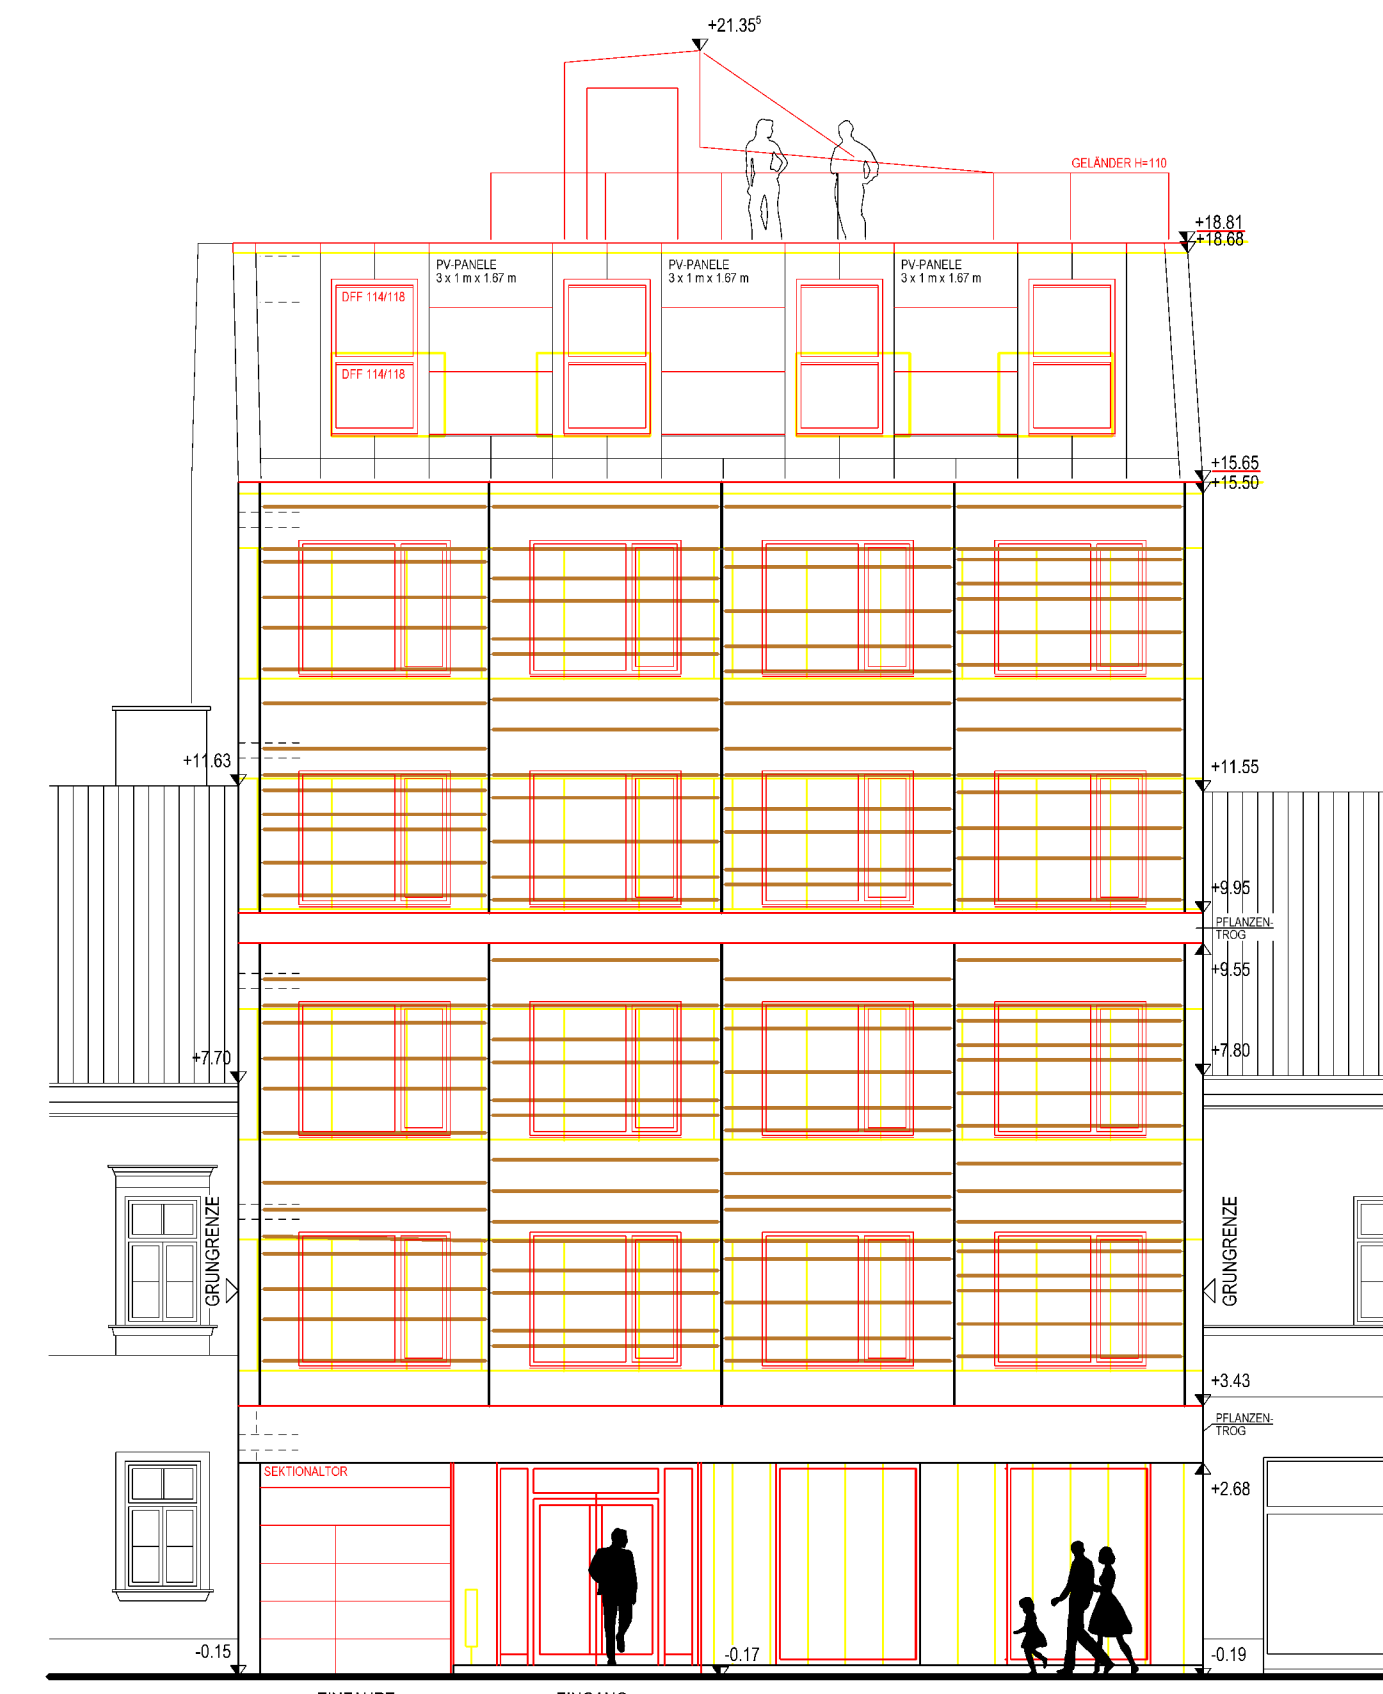 +21.35⁵
GELÄNDER H=110
+18.81
+18.68
PV-PANELE
3 x 1 m x 1.67 m
PV-PANELE
3 x 1 m x 1.67 m
PV-PANELE
3 x 1 m x 1.67 m
DFF 114/118
DFF 114/118
+15.65
+15.50
+11.63
+11.55
+9.95
PFLANZEN-
TROG
+9.55
+7.70
+7.80
GRUNGRENZE
GRUNGRENZE
+3.43
PFLANZEN-
TROG
SEKTIONALTOR
+2.68
-0.15
-0.17
-0.19